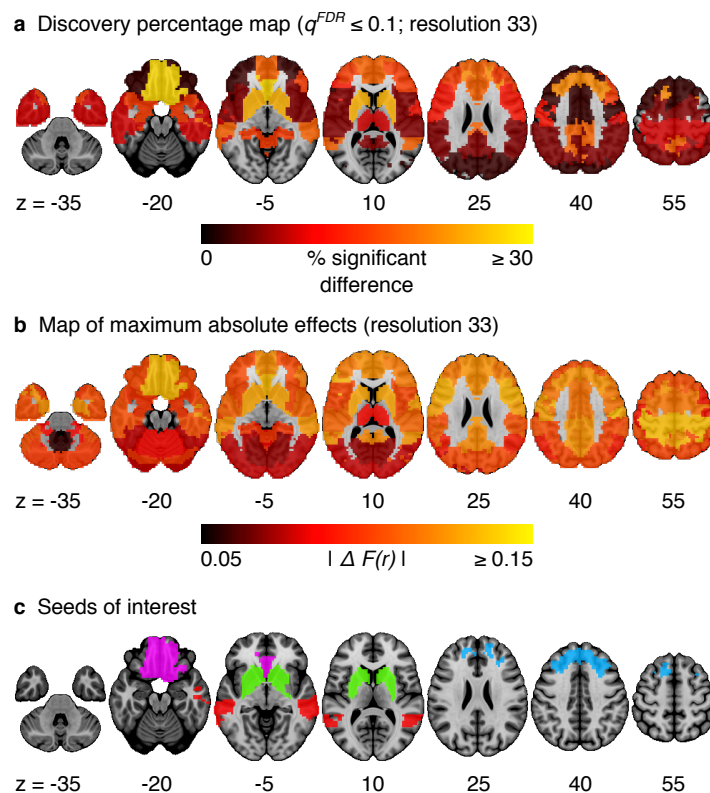 a Discovery percentage map (q^FDR ≤ 0.1; resolution 33)
z = -35 -20 -5 10 25 40 55
0 % significant difference ≥ 30
b Map of maximum absolute effects (resolution 33)
z = -35 -20 -5 10 25 40 55
0.05 | Δ F(r) | ≥ 0.15
c Seeds of interest
z = -35 -20 -5 10 25 40 55